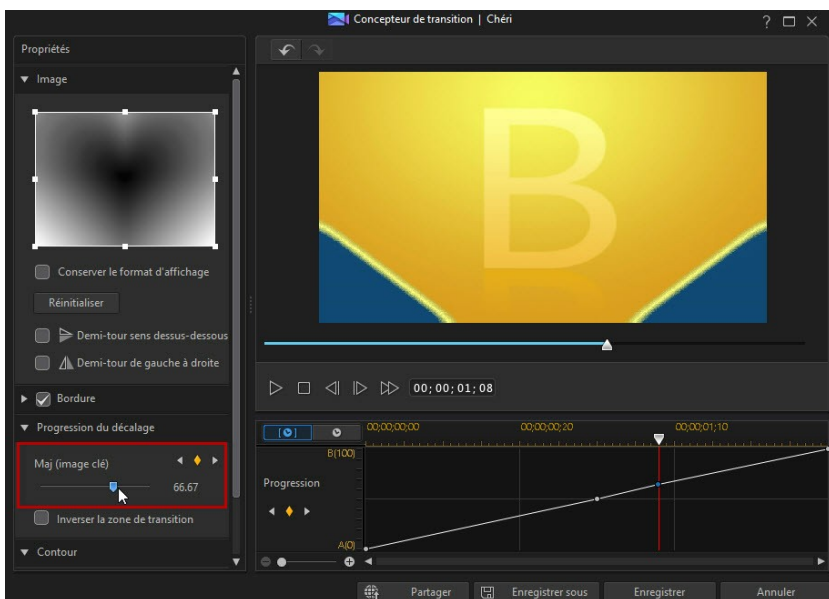 Concepteur de transition | Chéri
Propriétés
Image
Conserver le format d'affichage
Réinitialiser
Demi-tour sens dessus-dessous
Demi-tour de gauche à droite
Bordure
Progression du décalage
Maj (image clé)
66.67
Inverser la zone de transition
Contour
B
00; 00; 01; 08
00;00;00;00 00;00;00;20 00;00;01;10
B(100)
Progression
A(0)
Partager Enregistrer sous Enregistrer Annuler